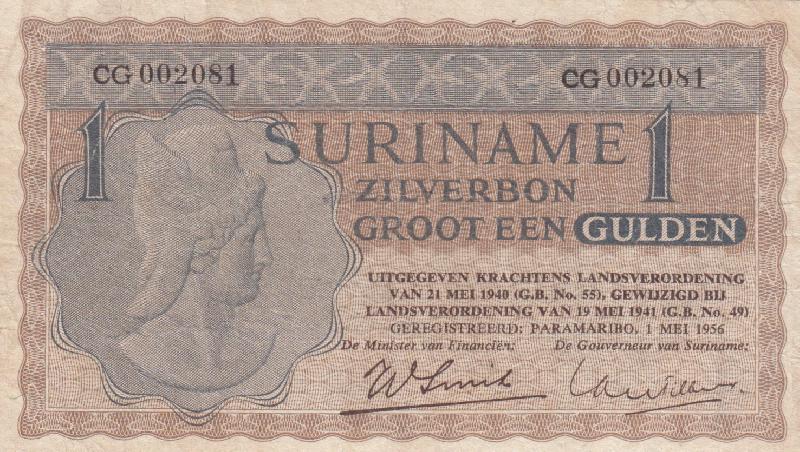 CG 002081 CG 002081
1 SURINAME 1
ZILVERBON
GROOT EEN GULDEN
UITGEGEVEN KRACHTENS LANDSVERORDENING
VAN 21 MEI 1940 (G.B. No. 55), GEWIJZIGD BIJ
LANDSVERORDENING VAN 19 MEI 1941 (G.B. No. 49)
GEREGISTREERD: PARAMARIBO, 1 MEI 1956
De Minister van Financiën: De Gouverneur van Suriname: